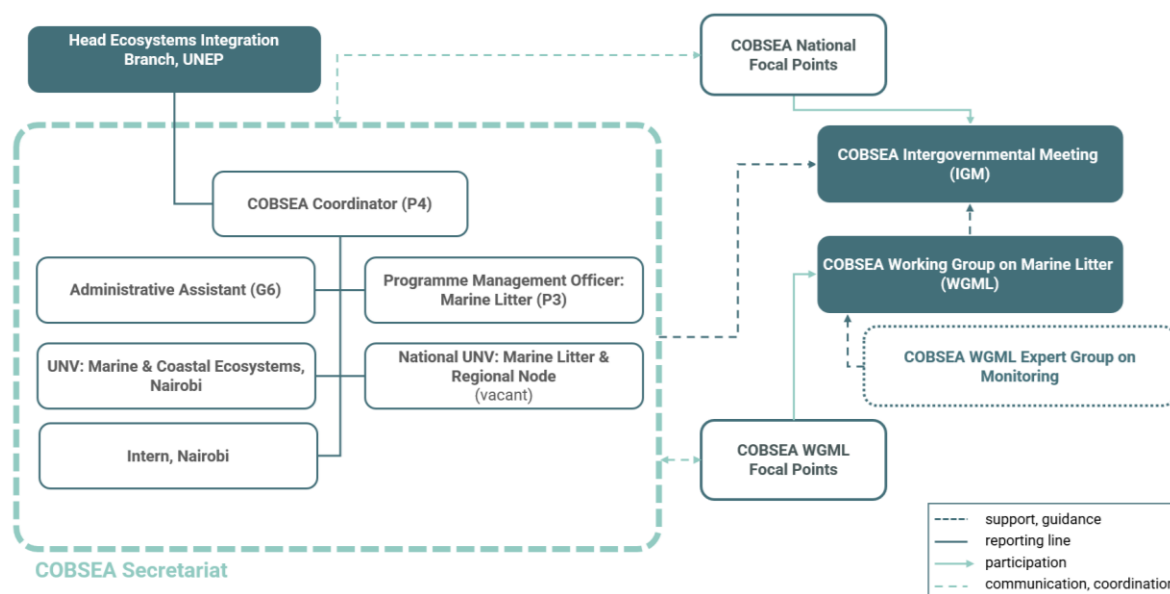 Head Ecosystems Integration
Branch, UNEP
COBSEA National
Focal Points
COBSEA Intergovernmental Meeting
(IGM)
COBSEA Coordinator (P4)
COBSEA Working Group on Marine Litter
(WGML)
Administrative Assistant (G6)
Programme Management Officer:
Marine Litter (P3)
UNV: Marine & Coastal Ecosystems,
Nairobi
National UNV: Marine Litter &
Regional Node
(vacant)
COBSEA WGML Expert Group on
Monitoring
Intern, Nairobi
COBSEA WGML
Focal Points
COBSEA Secretariat
support, guidance
reporting line
participation
communication, coordination